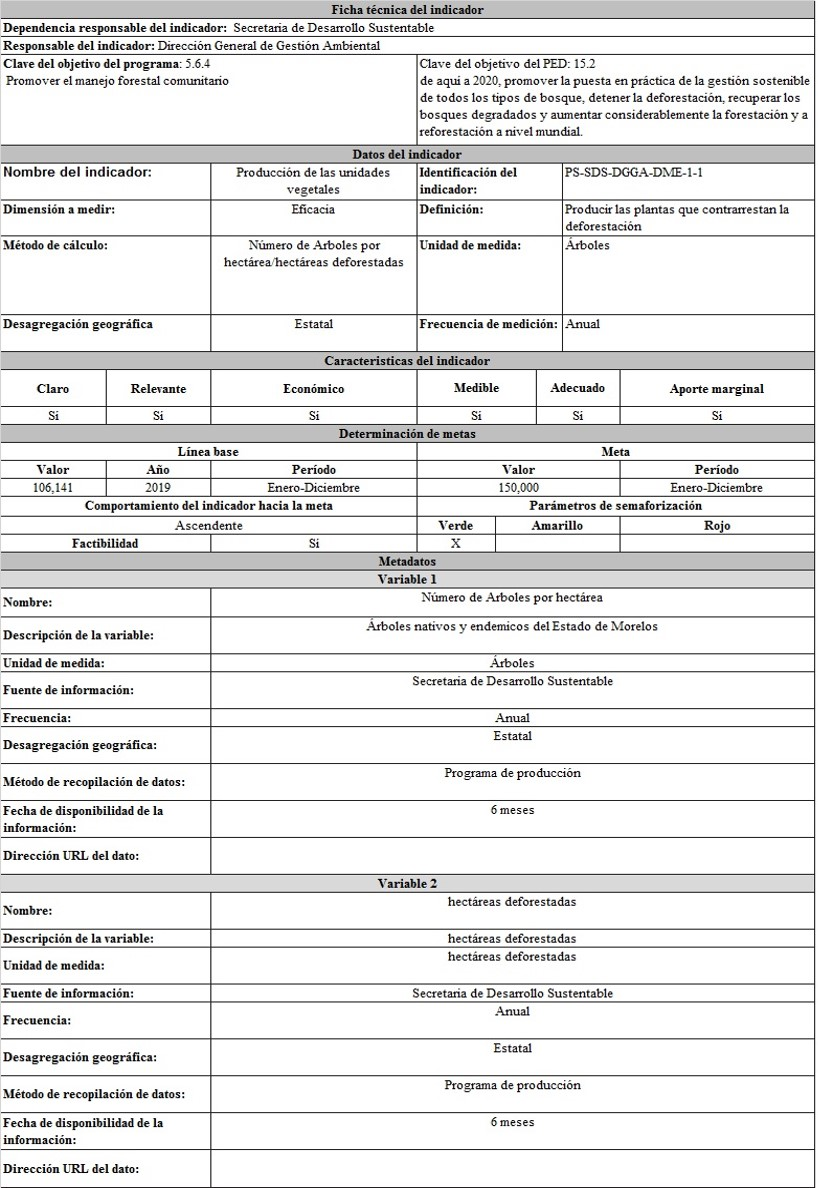 Ficha técnica del indicador
Dependencia responsable del indicador: Secretaria de Desarrollo Sustentable
Responsable del indicador: Dirección General de Gestión Ambiental
Clave del objetivo del programa: 5.6.4
Promover el manejo forestal comunitario
Clave del objetivo del PED: 15.2
de aqui a 2020, promover la puesta en práctica de la gestión sostenible
de todos los tipos de bosque, detener la deforestación, recuperar los
bosques degradados y aumentar considerablemente la forestación y a
reforestación a nivel mundial.
Datos del indicador
Nombre del indicador:
Producción de las unidades
vegetales
Identificación del
indicador:
PS-SDS-DGGA-DME-1-1
Dimensión a medir:
Eficacia
Definición:
Producir las plantas que contrarrestan la
deforestación
Método de cálculo:
Número de Arboles por
hectárea/hectáreas deforestadas
Unidad de medida:
Árboles
Desagregación geográfica
Estatal
Frecuencia de medición:
Anual
Caracteristicas del indicador
Claro Relevante Económico Medible Adecuado Aporte marginal
Si Si Si Si Si Si
Determinación de metas
Línea base Meta
Valor Año Período Valor Período
106,141 2019 Enero-Diciembre 150,000 Enero-Diciembre
Comportamiento del indicador hacia la meta Parámetros de semaforización
Ascendente Verde Amarillo Rojo
Factibilidad Si X
Metadatos
Variable 1
Nombre: Número de Arboles por hectárea
Descripción de la variable: Árboles nativos y endemicos del Estado de Morelos
Unidad de medida: Árboles
Fuente de información: Secretaria de Desarrollo Sustentable
Frecuencia: Anual
Desagregación geográfica: Estatal
Método de recopilación de datos: Programa de producción
Fecha de disponibilidad de la
información:
6 meses
Dirección URL del dato:
Variable 2
Nombre: hectáreas deforestadas
Descripción de la variable: hectáreas deforestadas
Unidad de medida: hectáreas deforestadas
Fuente de información: Secretaria de Desarrollo Sustentable
Frecuencia: Anual
Desagregación geográfica: Estatal
Método de recopilación de datos: Programa de producción
Fecha de disponibilidad de la
información:
6 meses
Dirección URL del dato: